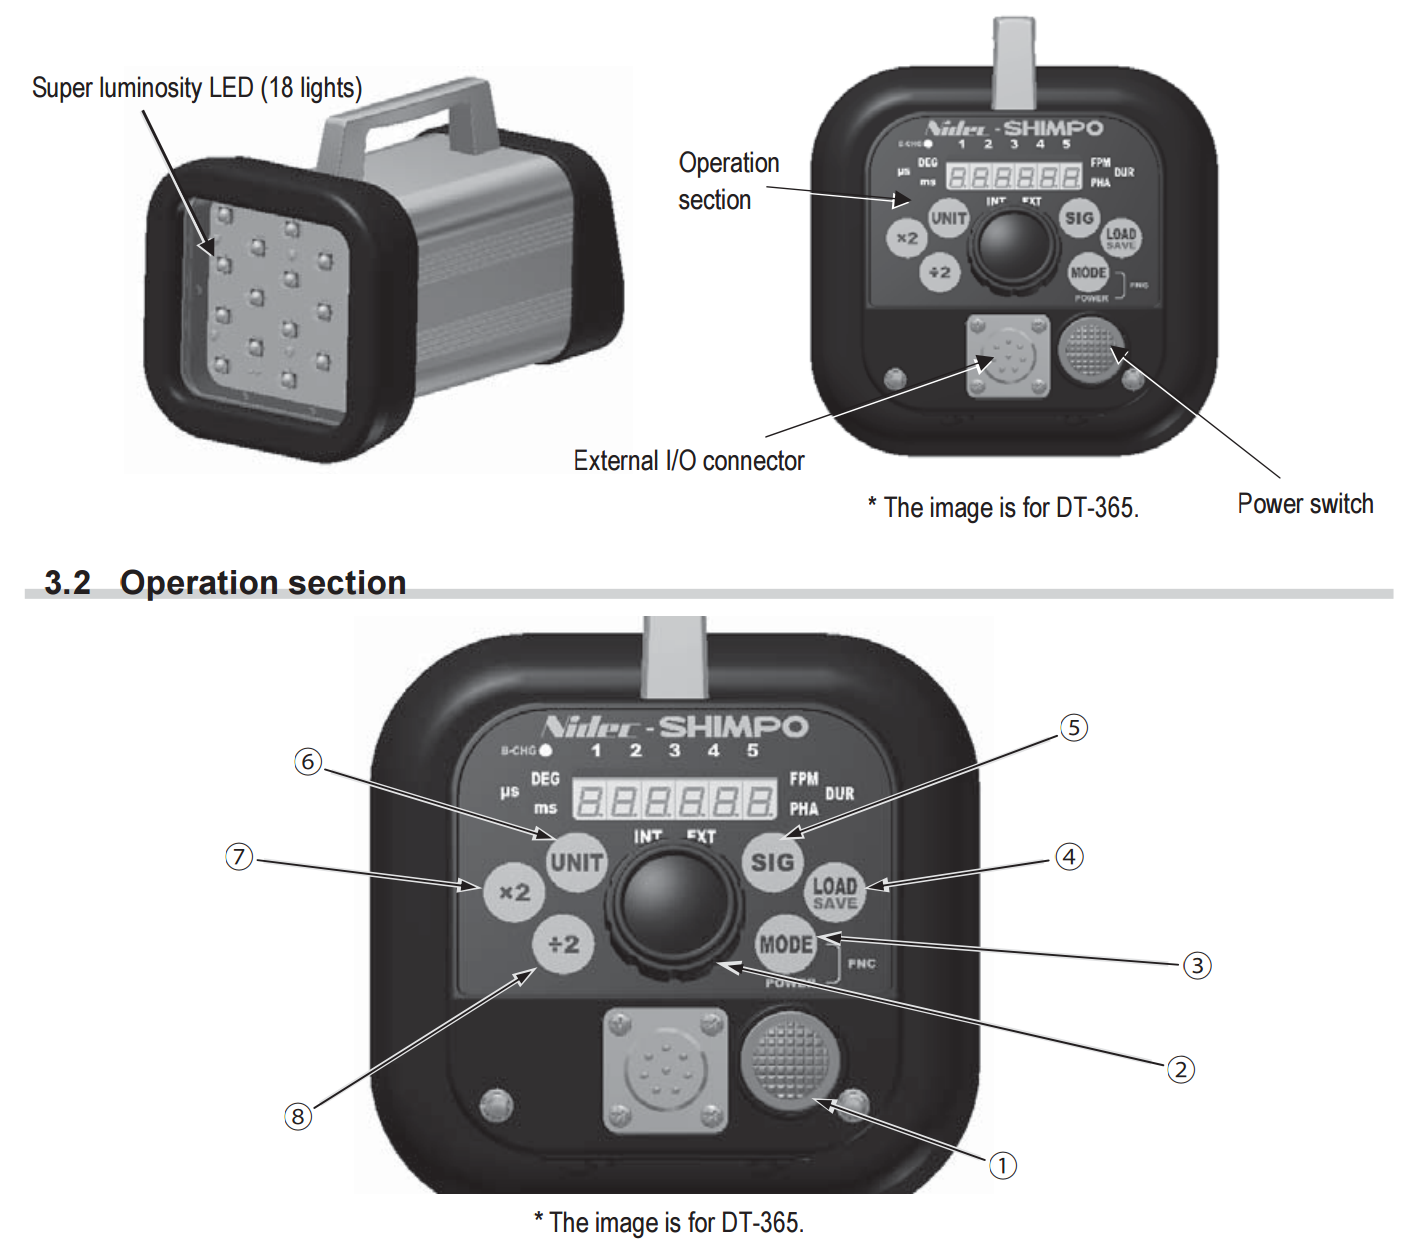 Super luminosity LED (18 lights)
Operation
section
Nidec-SHIMPO
B-CHG 1 2 3 4 5
µs DEG ms FPM PHA DUR
INT EXT
UNIT SIG
×2 LOAD SAVE
÷2 MODE
POWER FNC
External I/O connector
* The image is for DT-365.
Power switch
3.2 Operation section
Nidec-SHIMPO
B-CHG 1 2 3 4 5
µs DEG ms FPM PHA DUR
INT EXT
UNIT SIG
×2 LOAD SAVE
÷2 MODE
POWER FNC
⑤
⑥
⑦
④
③
②
⑧
①
* The image is for DT-365.